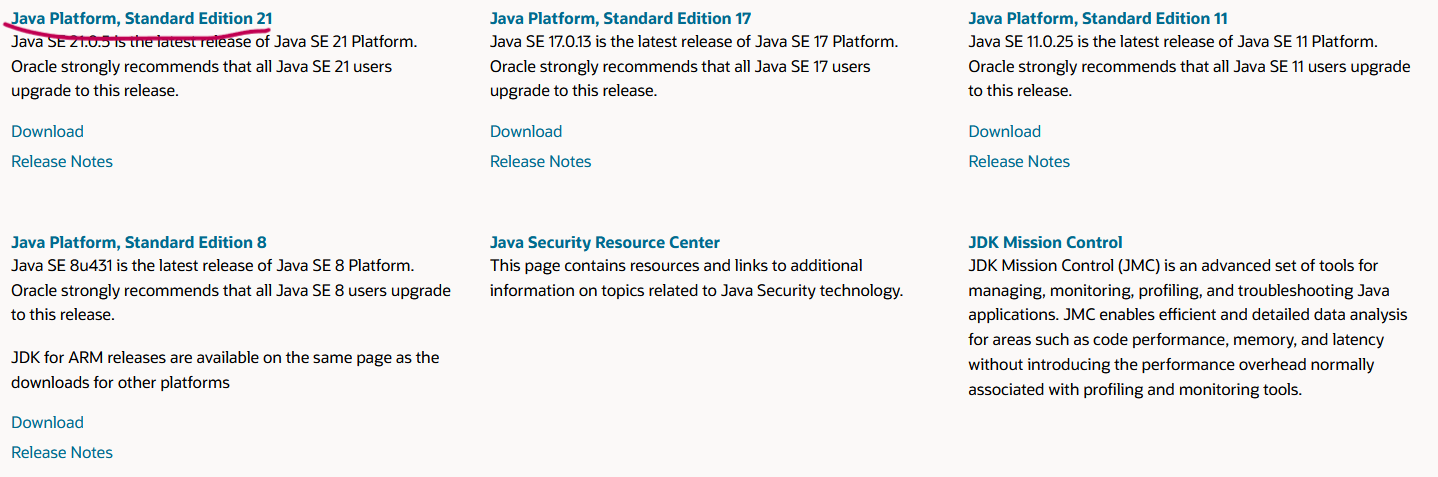 Java Platform, Standard Edition 21
Java SE 21.0.5 is the latest release of Java SE 21 Platform.
Oracle strongly recommends that all Java SE 21 users
upgrade to this release.
Download
Release Notes
Java Platform, Standard Edition 17
Java SE 17.0.13 is the latest release of Java SE 17 Platform.
Oracle strongly recommends that all Java SE 17 users
upgrade to this release.
Download
Release Notes
Java Platform, Standard Edition 11
Java SE 11.0.25 is the latest release of Java SE 11 Platform.
Oracle strongly recommends that all Java SE 11 users upgrade
to this release.
Download
Release Notes
Java Platform, Standard Edition 8
Java SE 8u431 is the latest release of Java SE 8 Platform.
Oracle strongly recommends that all Java SE 8 users upgrade
to this release.
JDK for ARM releases are available on the same page as the
downloads for other platforms
Download
Release Notes
Java Security Resource Center
This page contains resources and links to additional
information on topics related to Java Security technology.
JDK Mission Control
JDK Mission Control (JMC) is an advanced set of tools for
managing, monitoring, profiling, and troubleshooting Java
applications. JMC enables efficient and detailed data analysis
for areas such as code performance, memory, and latency
without introducing the performance overhead normally
associated with profiling and monitoring tools.